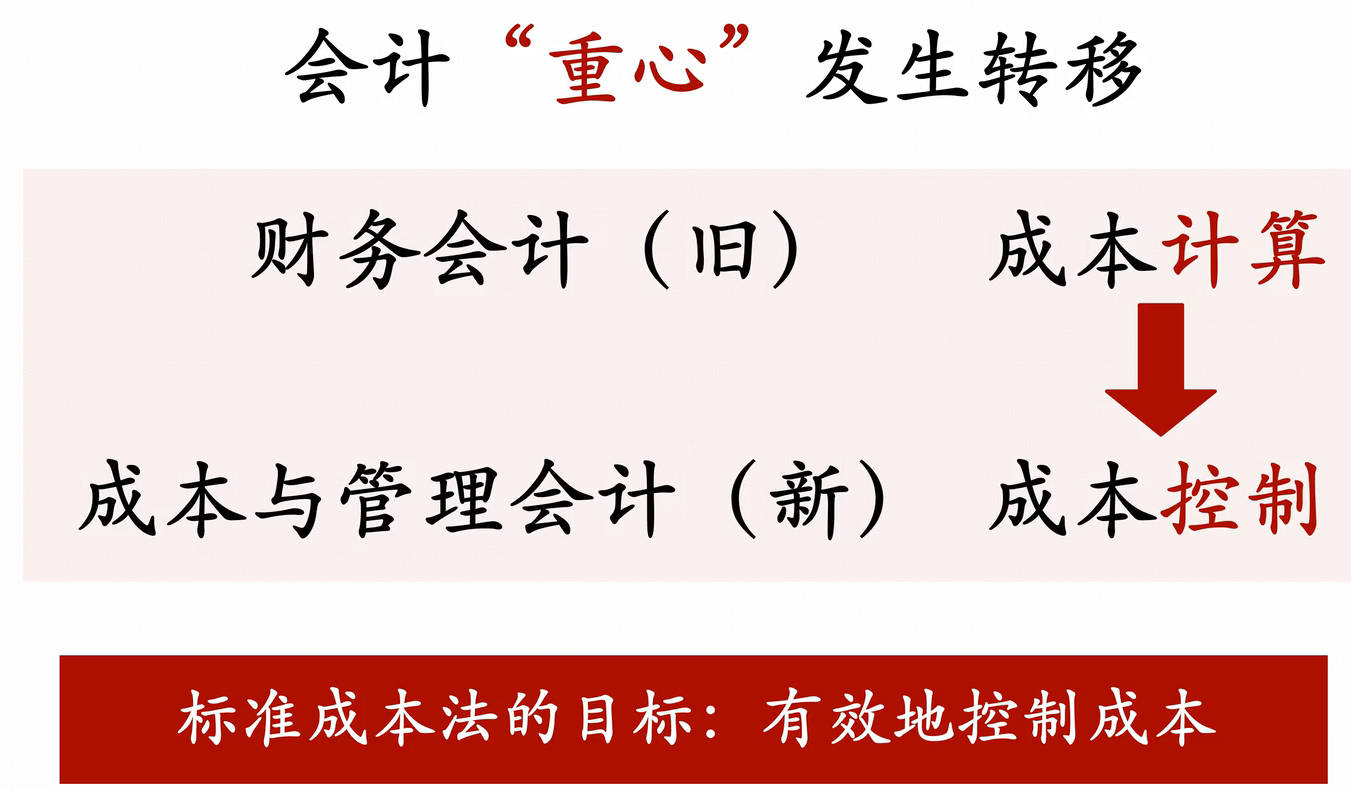 会计“重心”发生转移
财务会计（旧） 成本计算
成本与管理会计（新） 成本控制
标准成本法的目标：有效地控制成本